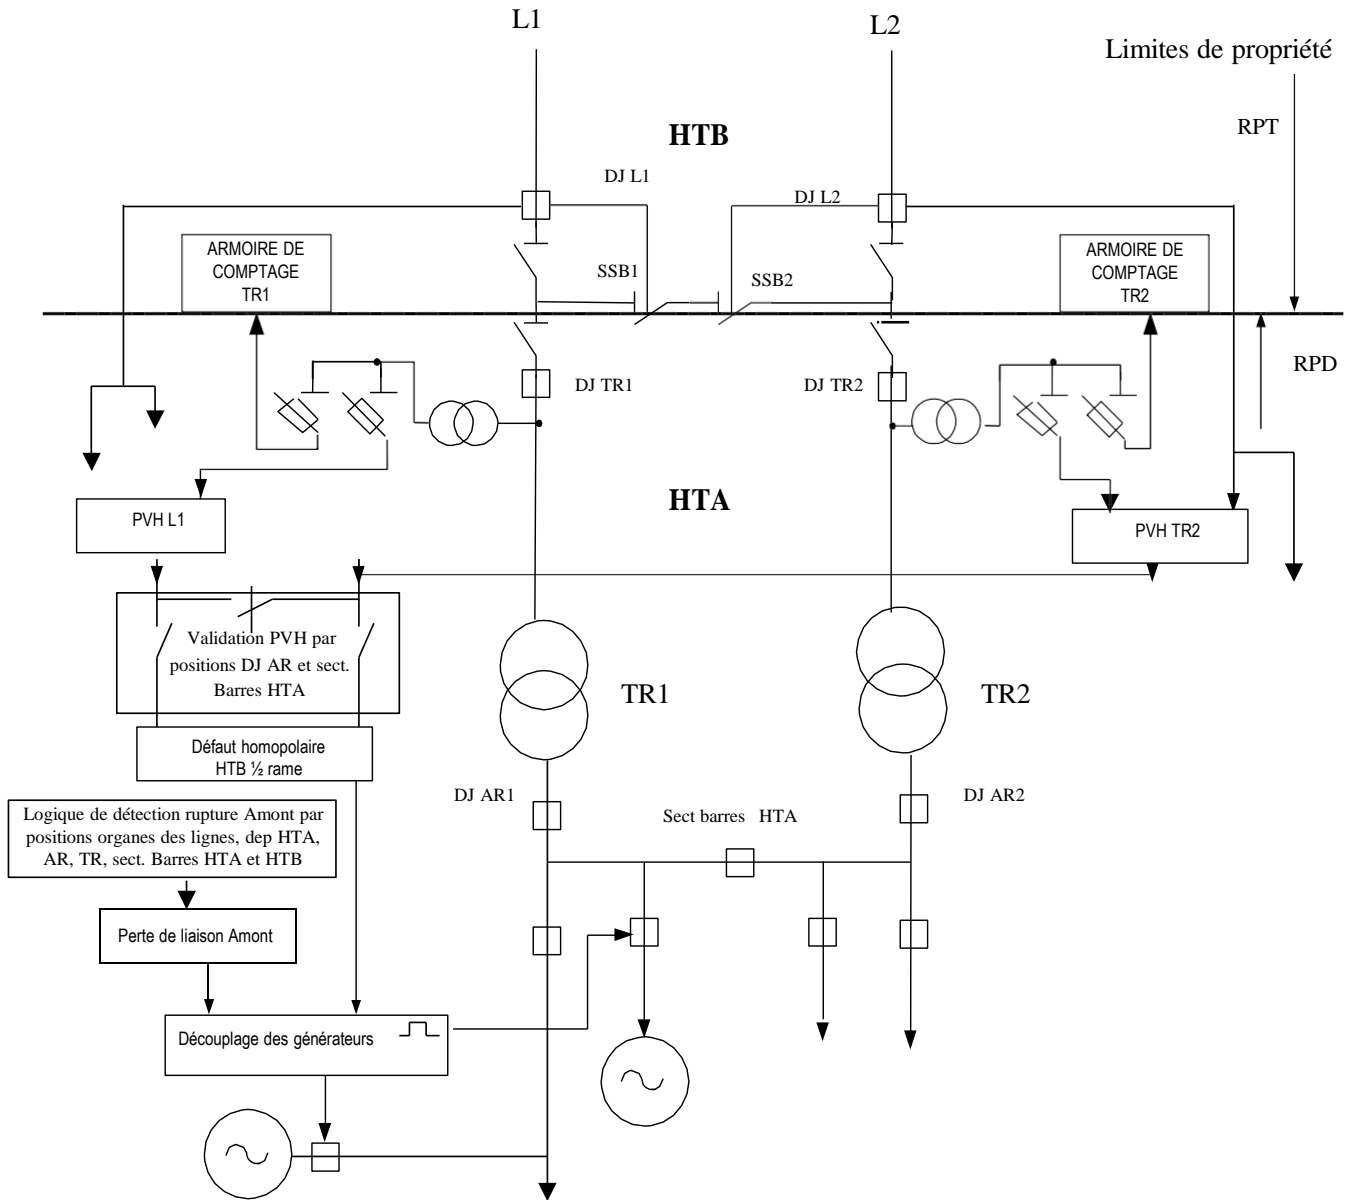 L1
L2
Limites de propriété
RPT
HTB
DJ L1
DJ L2
ARMOIRE DE
COMPTAGE
TR1
SSB1
SSB2
ARMOIRE DE
COMPTAGE
TR2
RPD
DJ TR1
DJ TR2
HTA
PVH L1
PVH TR2
Validation PVH par
positions DJ AR et sect.
Barres HTA
TR1
TR2
Défaut homopolaire
HTB ½ rame
DJ AR1
Sect barres HTA
DJ AR2
Logique de détection rupture Amont par
positions organes des lignes, dep HTA,
AR, TR, sect. Barres HTA et HTB
Perte de liaison Amont
Découplage des générateurs